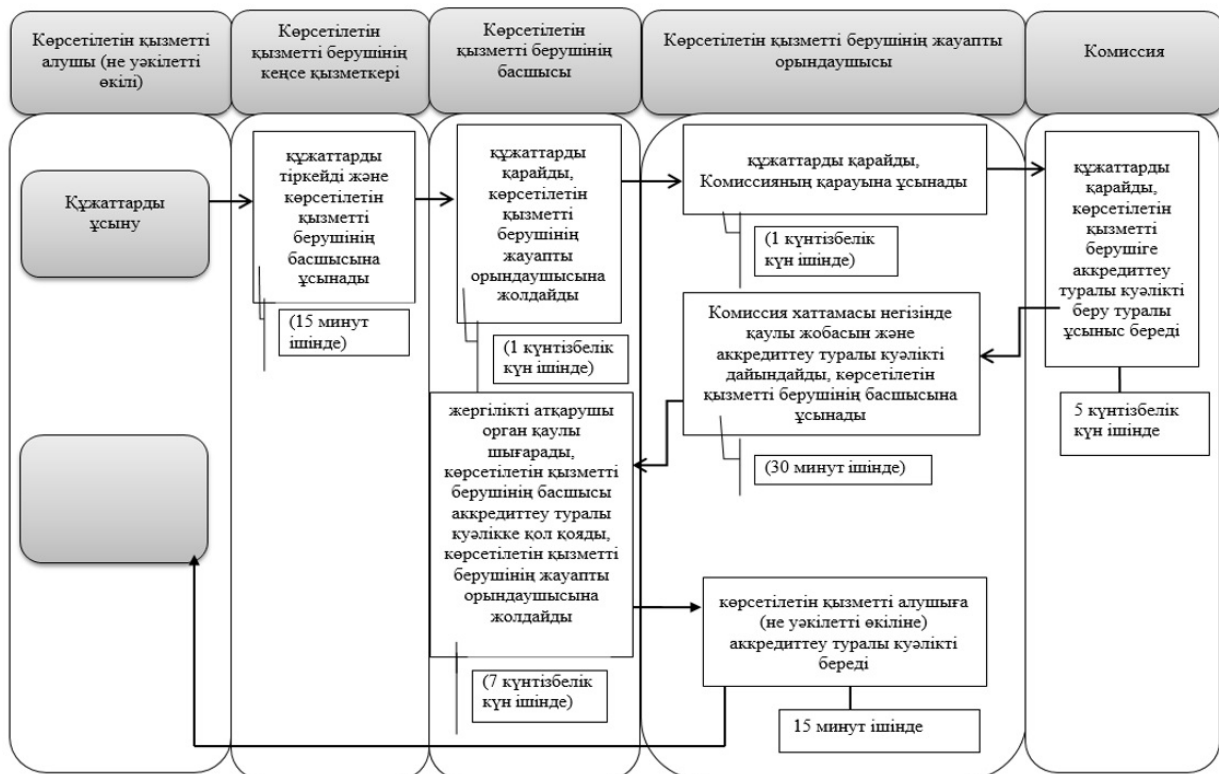 Көрсетілетін қызметті
алушы (не уәкілетті
өкілі)
Көрсетілетін
қызметті берушінің
кеңсе қызметкері
Көрсетілетін
қызметті берушінің
басшысы
Көрсетілетін қызметті берушінің жауапты
орындаушысы
Комиссия
Құжаттарды
ұсыну
құжаттарды
тіркейді және
көрсетілетін
қызметті
берушінің
басшысына
ұсынады
(15 минут
ішінде)
құжаттарды
қарайды,
көрсетілетін
қызметті
берушінің
жауапты
орындаушысына
жолдайды
(1 күнтізбелік
күн ішінде)
құжаттарды қарайды,
Комиссияның қарауына ұсынады
(1 күнтізбелік
күн ішінде)
құжаттарды
қарайды,
көрсетілетін
қызметті
берушіге
аккредиттеу
туралы куәлікті
беру туралы
ұсыныс береді
5 күнтізбелік
күн ішінде
Комиссия хаттамасы негізінде
қаулы жобасын және
аккредиттеу туралы куәлікті
дайындайды, көрсетілетін
қызметті берушінің басшысына
ұсынады
(30 минут ішінде)
жергілікті атқарушы
орган қаулы
шығарады,
көрсетілетін қызметті
берушінің басшысы
аккредиттеу туралы
куәлікке қол қояды,
көрсетілетін қызметті
берушінің жауапты
орындаушысына
жолдайды
(7 күнтізбелік
күн ішінде)
көрсетілетін қызметті алушыға
(не уәкілетті өкіліне)
аккредиттеу туралы куәлікті
береді
15 минут ішінде